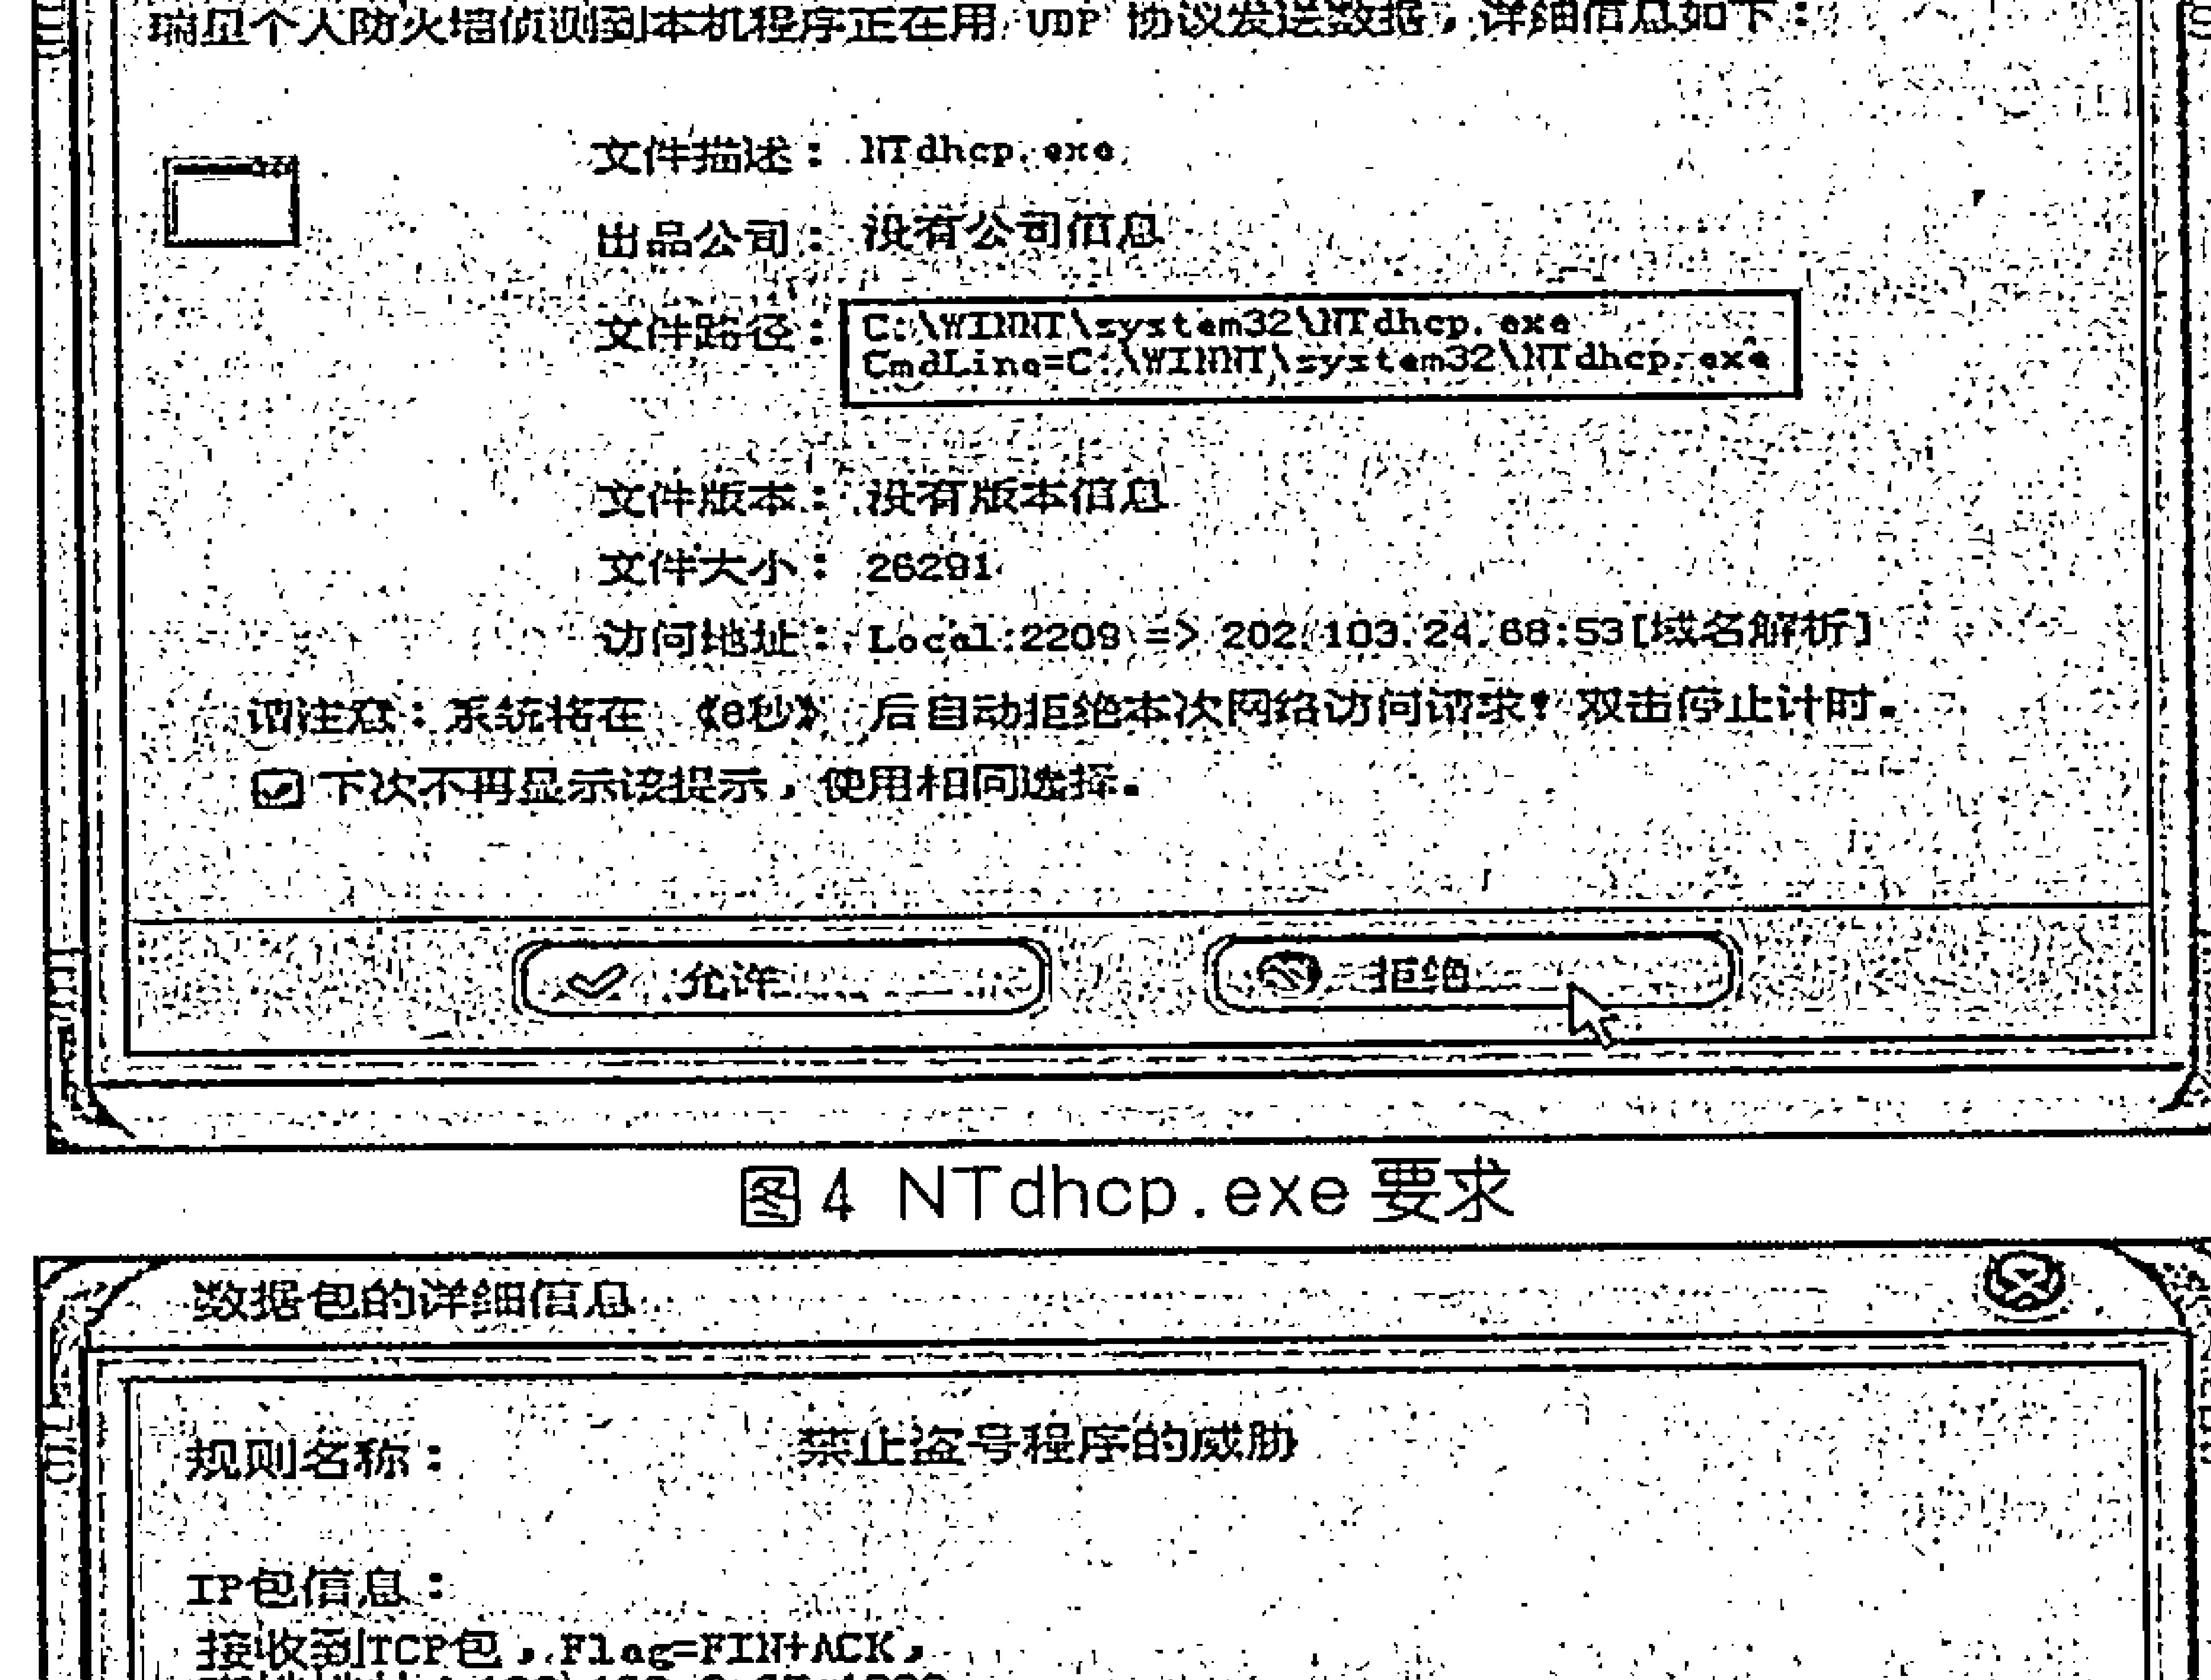 瑞星个人防火墙侦测到本机程序正在用 UDP 协议发送数据，详细信息如下：
文件描述： NTdhcp.exe
出品公司： 没有公司信息
文件路径： C:\WINNT\system32\NTdhcp.exe
CmdLine=C:\WINNT\system32\NTdhcp.exe
文件版本： 没有版本信息
文件大小： 26291
访问地址： Local:2209 => 202.103.24.68:53[域名解析]
请注意：系统将在 《8秒》 后自动拒绝本次网络访问请求！双击停止计时。
下次不再显示该提示，使用相同选择。
允许 拒绝
图 4 NTdhcp.exe 要求
数据包的详细信息
规则名称： 禁止盗号程序的威胁
IP包信息：
接收到TCP包，Flag=FIN+ACK，